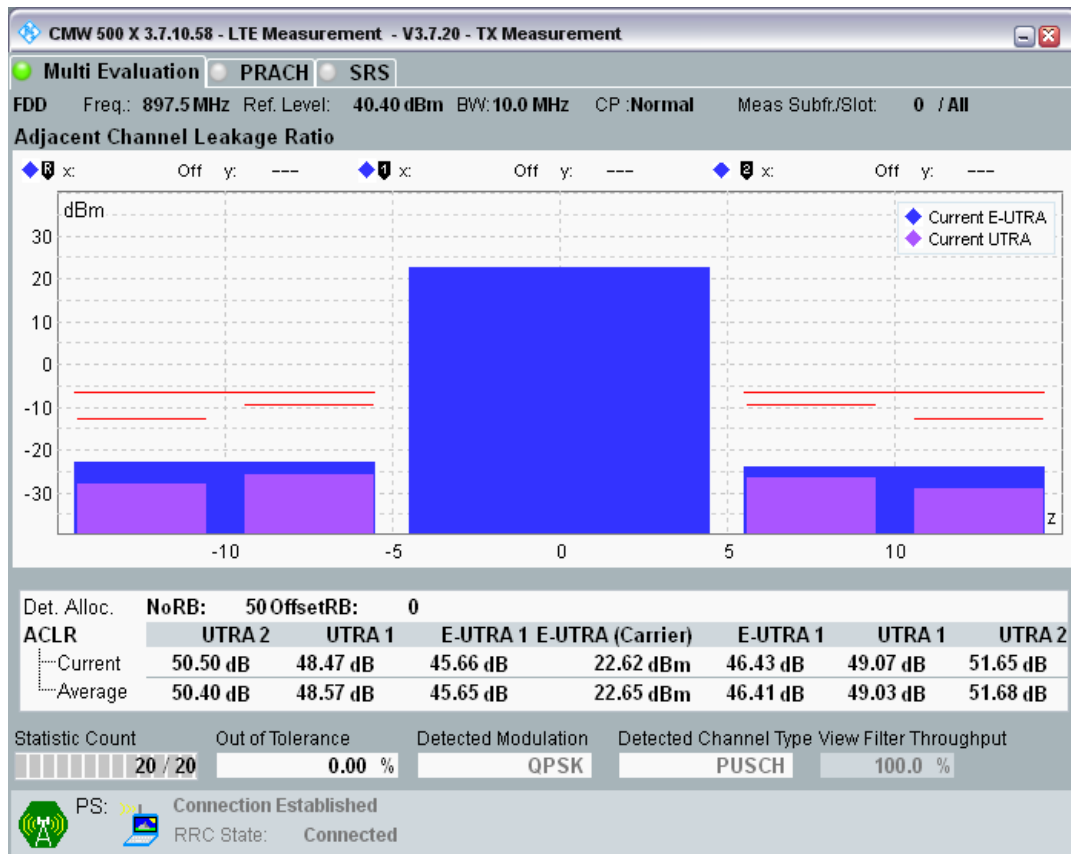 CMW 500 X 3.7.10.58 - LTE Measurement - V3.7.20 - TX Measurement
Multi Evaluation PRACH SRS
FDD Freq.: 897.5 MHz Ref. Level: 40.40 dBm BW: 10.0 MHz CP :Normal Meas Subfr./Slot: 0 / All
Adjacent Channel Leakage Ratio
R x: Off y: --- 1 x: Off y: --- 2 x: Off y: ---
dBm
Current E-UTRA
Current UTRA
30
20
10
0
-10
-20
-30
z
-10 -5 0 5 10
Det. Alloc. NoRB: 50 OffsetRB: 0
ACLR UTRA 2 UTRA 1 E-UTRA 1 E-UTRA (Carrier) E-UTRA 1 UTRA 1 UTRA 2
Current 50.50 dB 48.47 dB 45.66 dB 22.62 dBm 46.43 dB 49.07 dB 51.65 dB
Average 50.40 dB 48.57 dB 45.65 dB 22.65 dBm 46.41 dB 49.03 dB 51.68 dB
Statistic Count Out of Tolerance Detected Modulation Detected Channel Type View Filter Throughput
20 / 20 0.00 % QPSK PUSCH 100.0 %
PS: Connection Established
RRC State: Connected